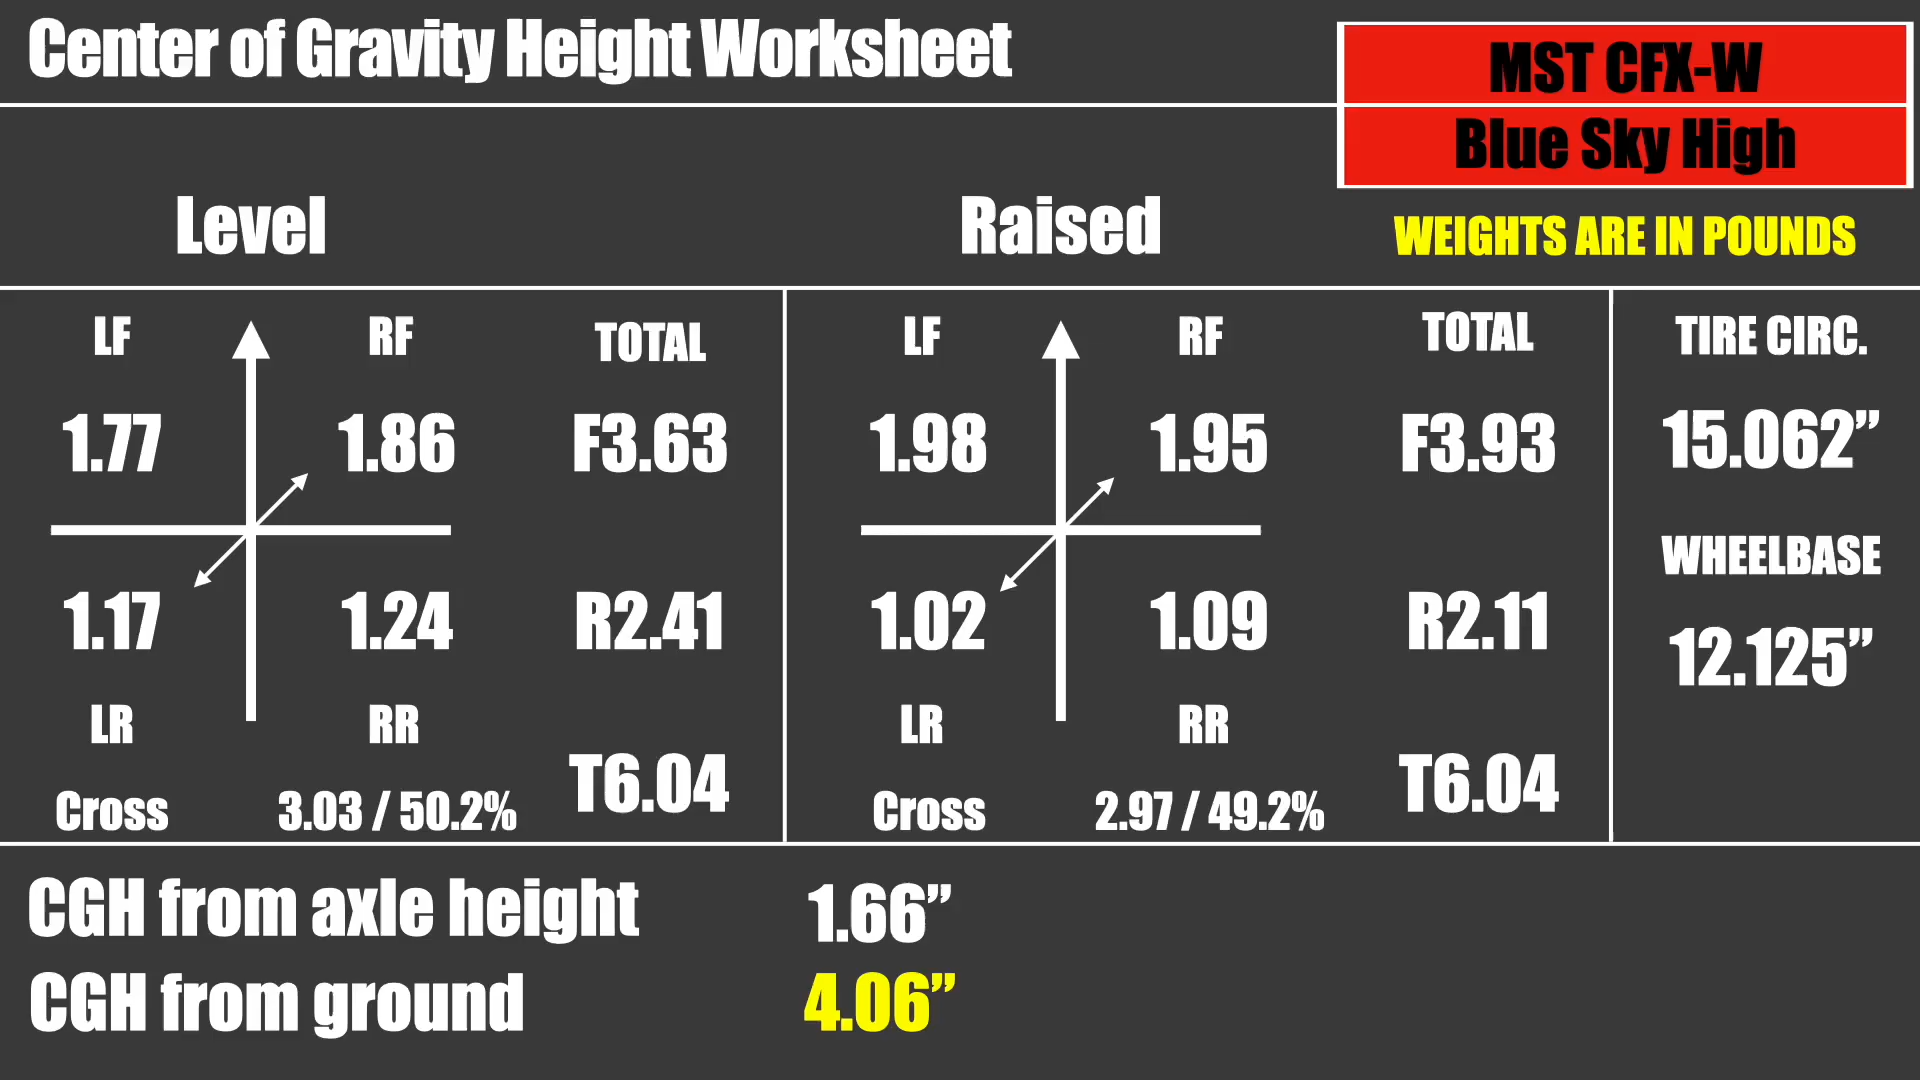 Center of Gravity Height Worksheet
MST CFX-W
Blue Sky High
Level
Raised
WEIGHTS ARE IN POUNDS
LF RF TOTAL
1.77 1.86 F3.63
1.17 1.24 R2.41
LR RR
T6.04
Cross 3.03 / 50.2%
LF RF TOTAL
1.98 1.95 F3.93
1.02 1.09 R2.11
LR RR
T6.04
Cross 2.97 / 49.2%
TIRE CIRC.
15.062”
WHEELBASE
12.125”
CGH from axle height 1.66”
CGH from ground 4.06”